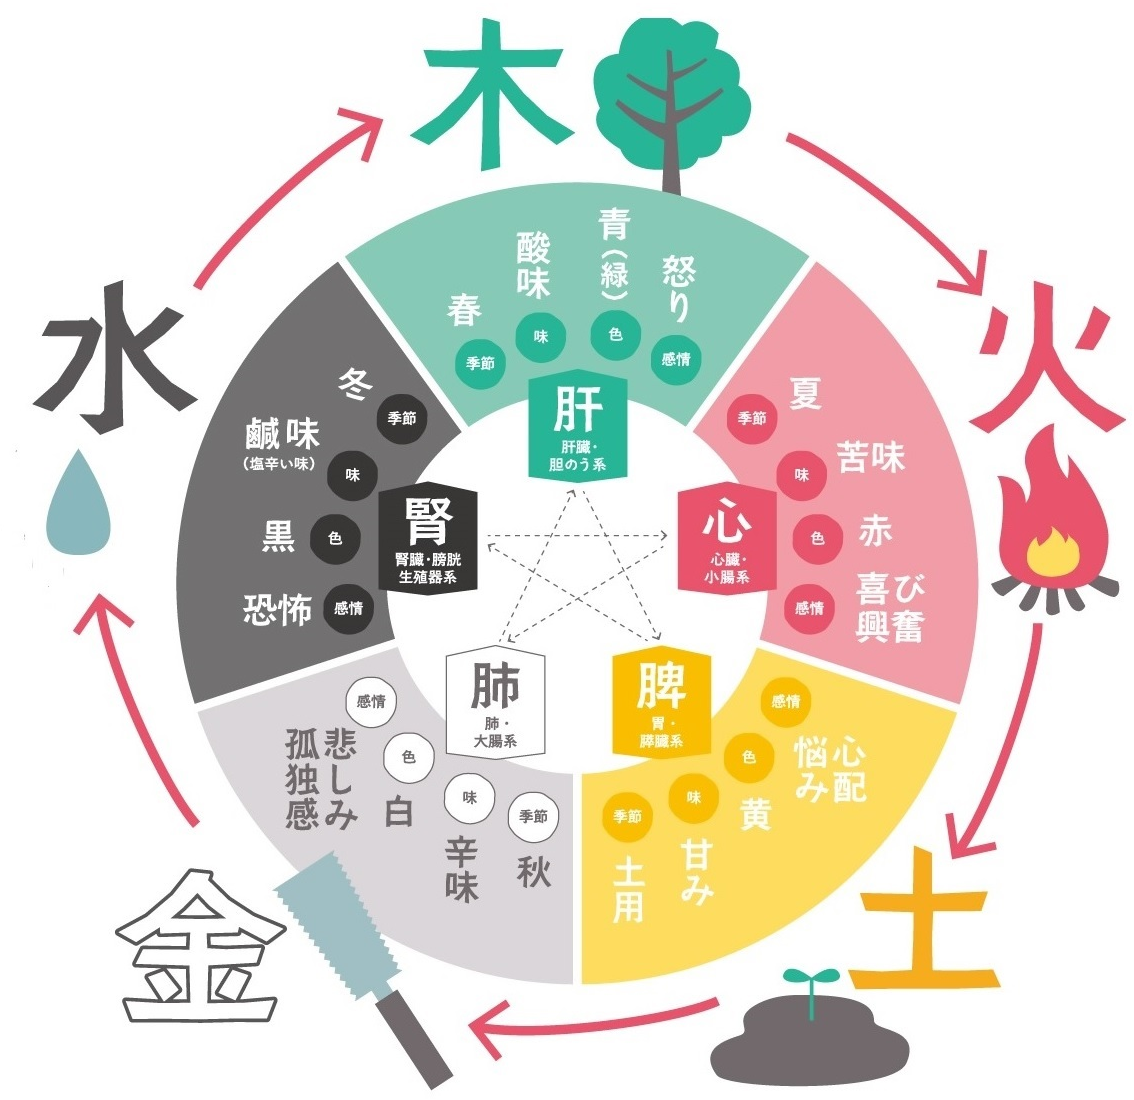 木
春
季節
酸味
味
青(緑)
色
怒り
感情
肝
肝臓・
胆のう系
火
夏
季節
苦味
味
赤
色
喜び
興奮
感情
心
心臓・
小腸系
土
心配
悩み
感情
黄
色
甘み
味
土用
季節
脾
胃・
膵臓系
金
秋
季節
辛味
味
白
色
悲しみ
孤独感
感情
肺
肺・
大腸系
水
冬
季節
鹹味
(塩辛い味)
味
黒
色
恐怖
感情
腎
腎臓・膀胱
生殖器系